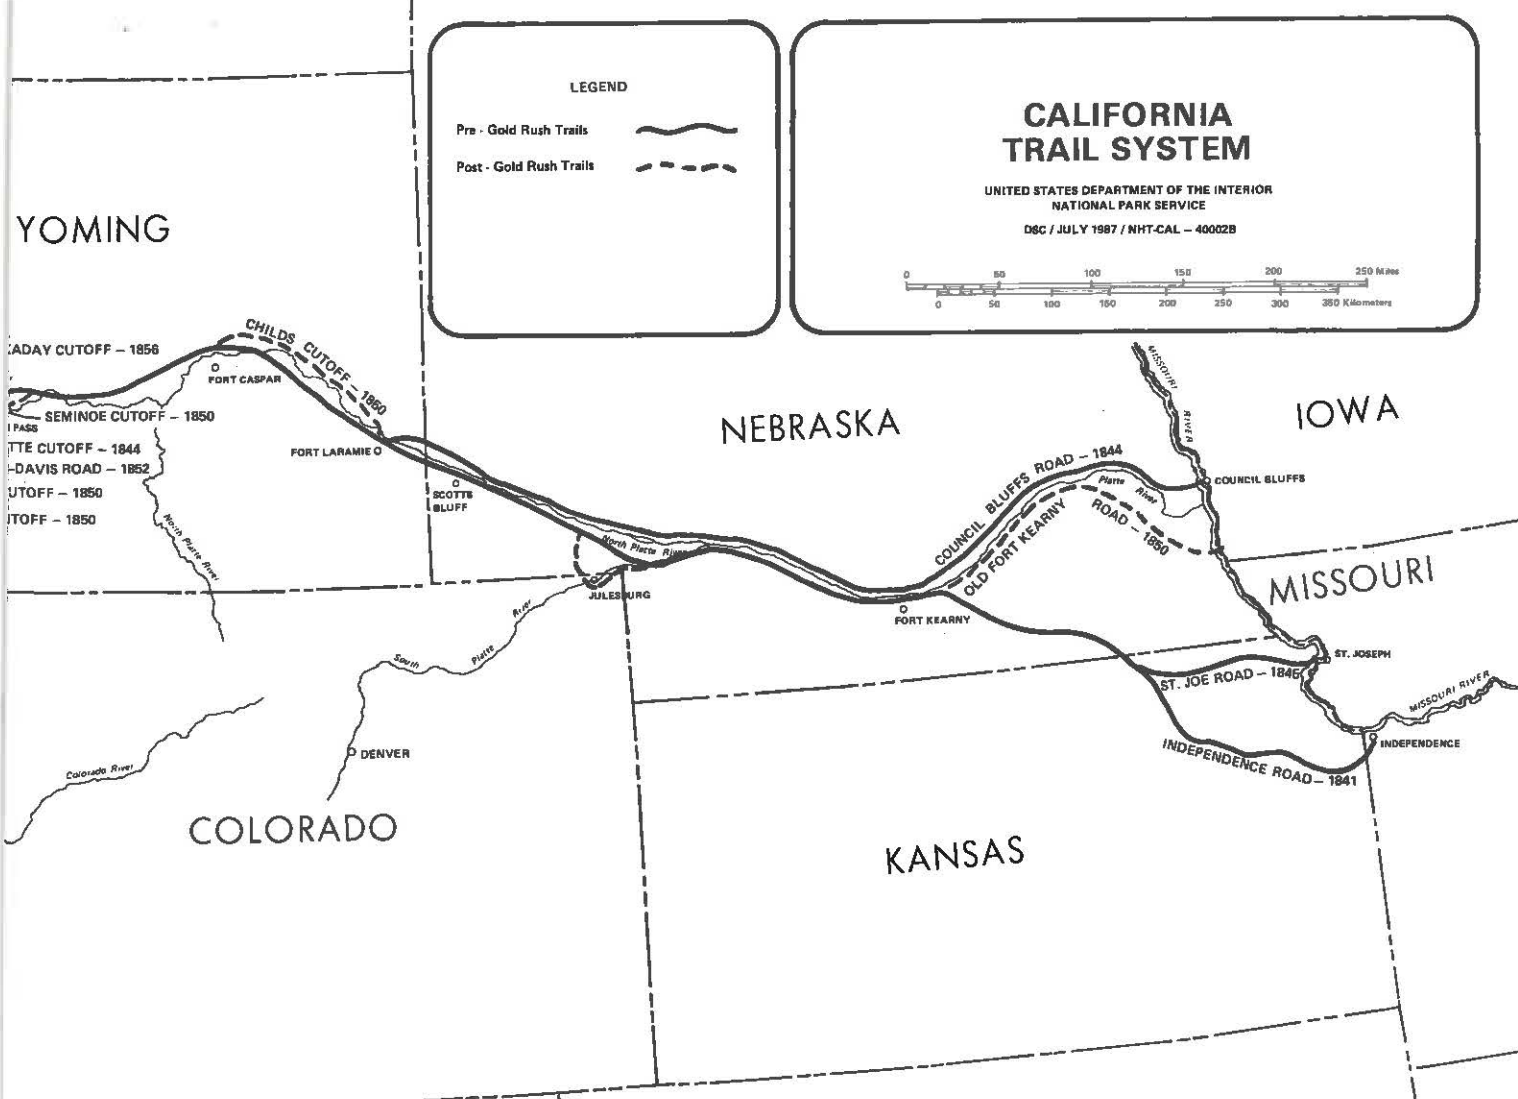 LEGEND
Pre - Gold Rush Trails
Post - Gold Rush Trails
CALIFORNIA
TRAIL SYSTEM
UNITED STATES DEPARTMENT OF THE INTERIOR
NATIONAL PARK SERVICE
DSC / JULY 1987 / NHT-CAL – 40002B
0 50 100 150 200 250 Miles
0 50 100 150 200 250 300 350 Kilometers
YOMING
KADAY CUTOFF – 1856
CHILDS CUTOFF – 1850
FORT CASPAR
SEMINOE CUTOFF – 1850
PASS
TTE CUTOFF – 1844
-DAVIS ROAD – 1852
UTOFF – 1850
TOFF – 1850
North Platte River
FORT LARAMIE
SCOTTS
BLUFF
NEBRASKA
IOWA
MISSOURI
RIVER
COUNCIL BLUFFS ROAD – 1844
COUNCIL BLUFFS
Platte River
OLD FORT KEARNY ROAD – 1850
North Platte River
JULESBURG
FORT KEARNY
MISSOURI
South Platte River
ST. JOSEPH
ST. JOE ROAD – 1845
MISSOURI RIVER
INDEPENDENCE
INDEPENDENCE ROAD – 1841
DENVER
Colorado River
COLORADO
KANSAS